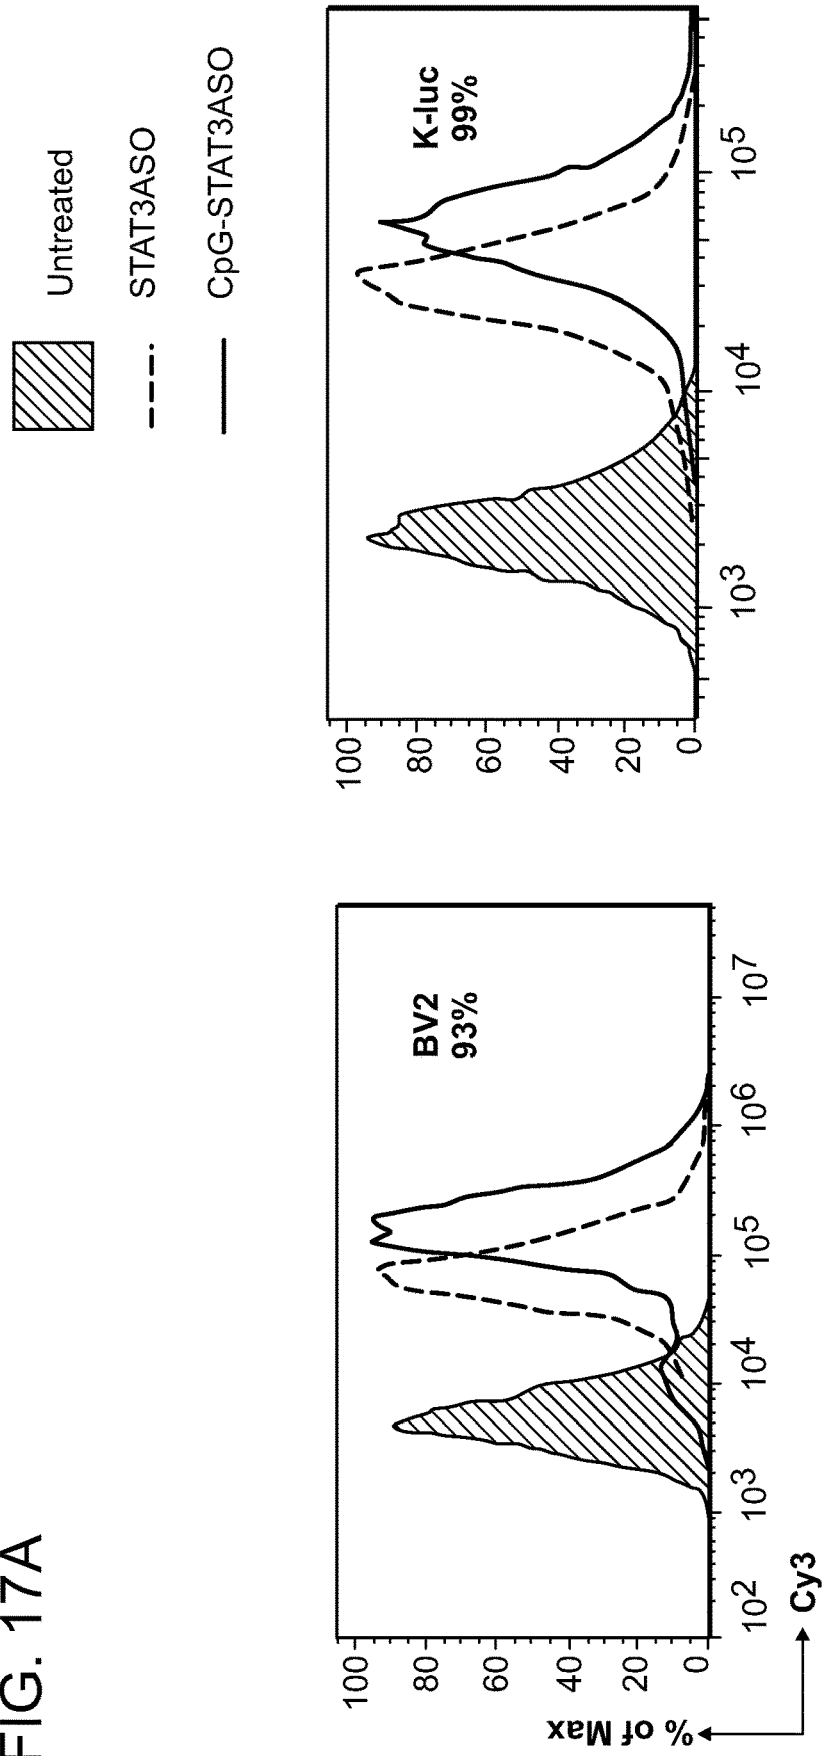 FIG. 17A
Untreated
STAT3ASO
CpG-STAT3ASO
BV2
93%
100
80
60
40
20
0
10²
10³
10⁴
10⁵
10⁶
10⁷
% of Max
Cy3
K-luc
99%
100
80
60
40
20
0
10³
10⁴
10⁵